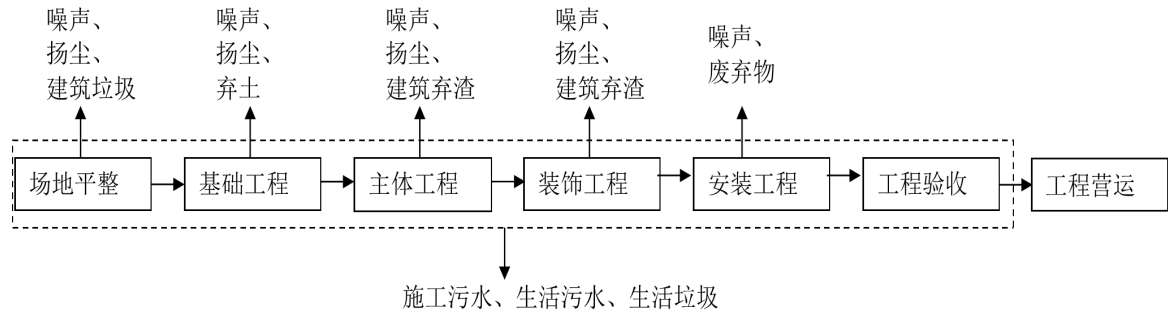 噪声、
扬尘、
建筑垃圾
噪声、
扬尘、
弃土
噪声、
扬尘、
建筑弃渣
噪声、
扬尘、
建筑弃渣
噪声、
废弃物
场地平整
基础工程
主体工程
装饰工程
安装工程
工程验收
工程营运
施工污水、生活污水、生活垃圾